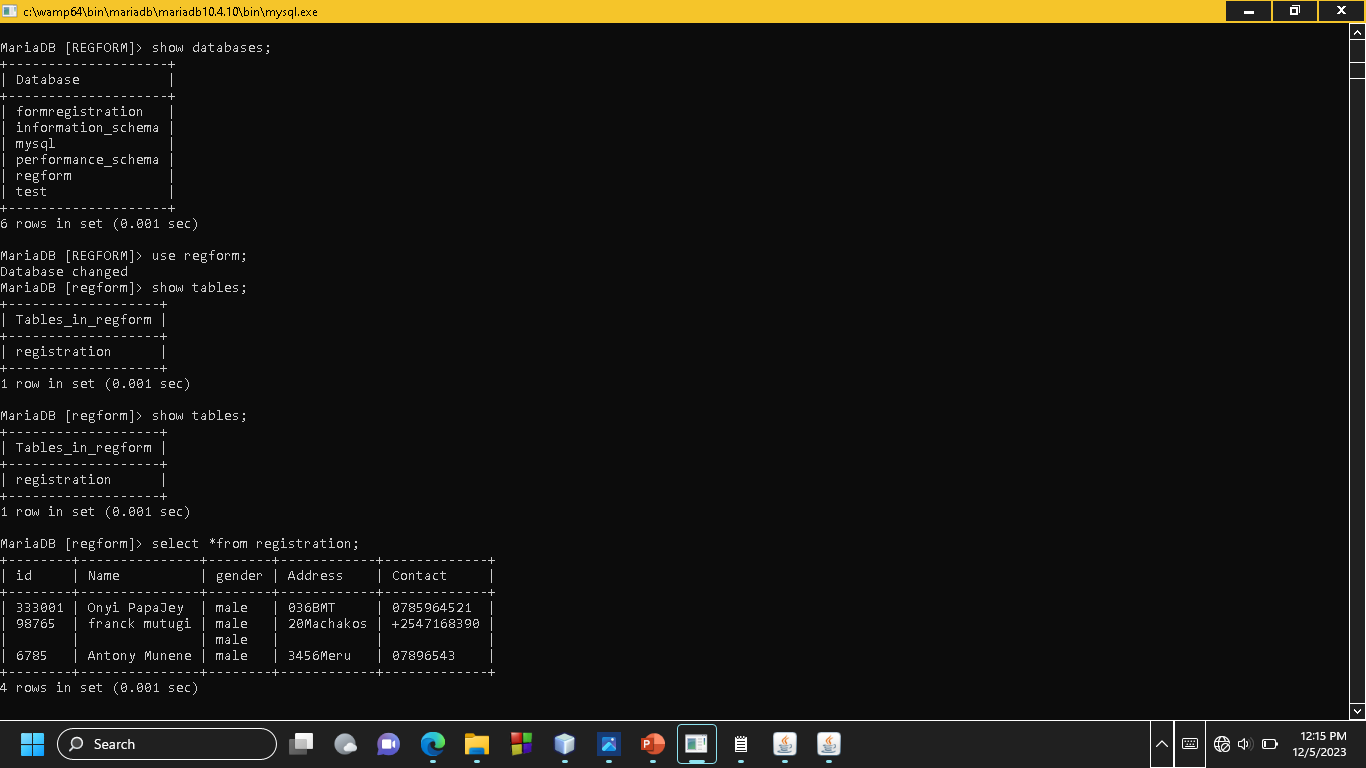 c:\wamp64\bin\mariadb\mariadb10.4.10\bin\mysql.exe
MariaDB [REGFORM]> show databases;
+--------------------+
| Database           |
+--------------------+
| formregistration   |
| information_schema |
| mysql              |
| performance_schema |
| regform            |
| test               |
+--------------------+
6 rows in set (0.001 sec)
MariaDB [REGFORM]> use regform;
Database changed
MariaDB [regform]> show tables;
+-------------------+
| Tables_in_regform |
+-------------------+
| registration      |
+-------------------+
1 row in set (0.001 sec)
MariaDB [regform]> show tables;
+-------------------+
| Tables_in_regform |
+-------------------+
| registration      |
+-------------------+
1 row in set (0.001 sec)
MariaDB [regform]> select *from registration;
+--------+---------------+--------+------------+-------------+
| id     | Name          | gender | Address    | Contact     |
+--------+---------------+--------+------------+-------------+
| 333001 | Onyi PapaJey  | male   | 036BMT     | 0785964521  |
| 98765  | franck mutugi | male   | 20Machakos | +2547168390 |
|        |               | male   |            |             |
| 6785   | Antony Munene | male   | 3456Meru   | 07896543    |
+--------+---------------+--------+------------+-------------+
4 rows in set (0.001 sec)
Search
12:15 PM
12/5/2023